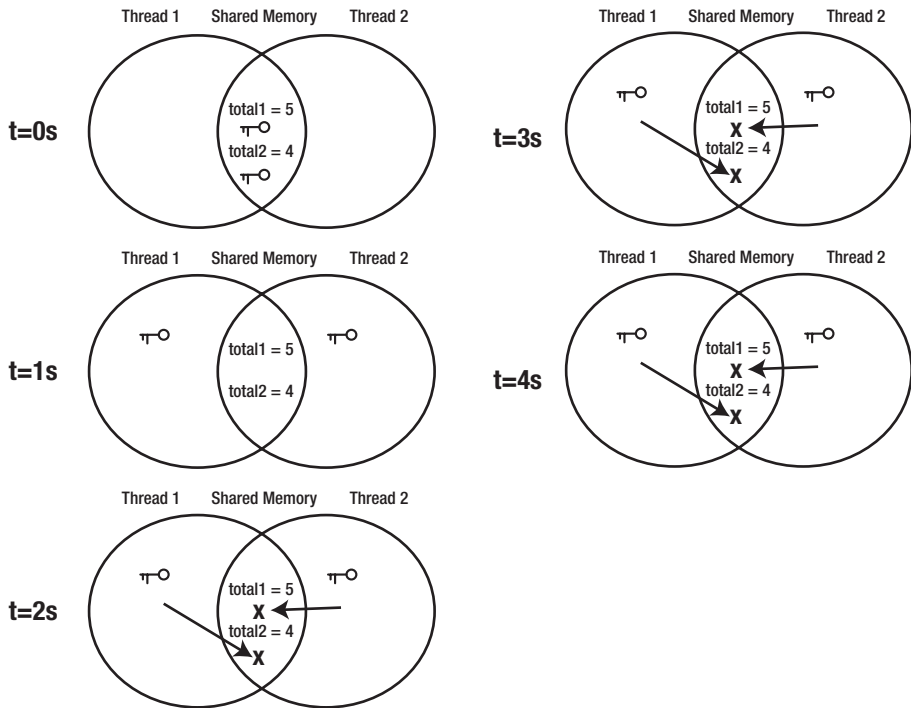 Thread 1 Shared Memory Thread 2
t=0s
total1 = 5
total2 = 4
Thread 1 Shared Memory Thread 2
t=1s
total1 = 5
total2 = 4
Thread 1 Shared Memory Thread 2
t=2s
total1 = 5
X
total2 = 4
X
Thread 1 Shared Memory Thread 2
t=3s
total1 = 5
X
total2 = 4
X
Thread 1 Shared Memory Thread 2
t=4s
total1 = 5
X
total2 = 4
X